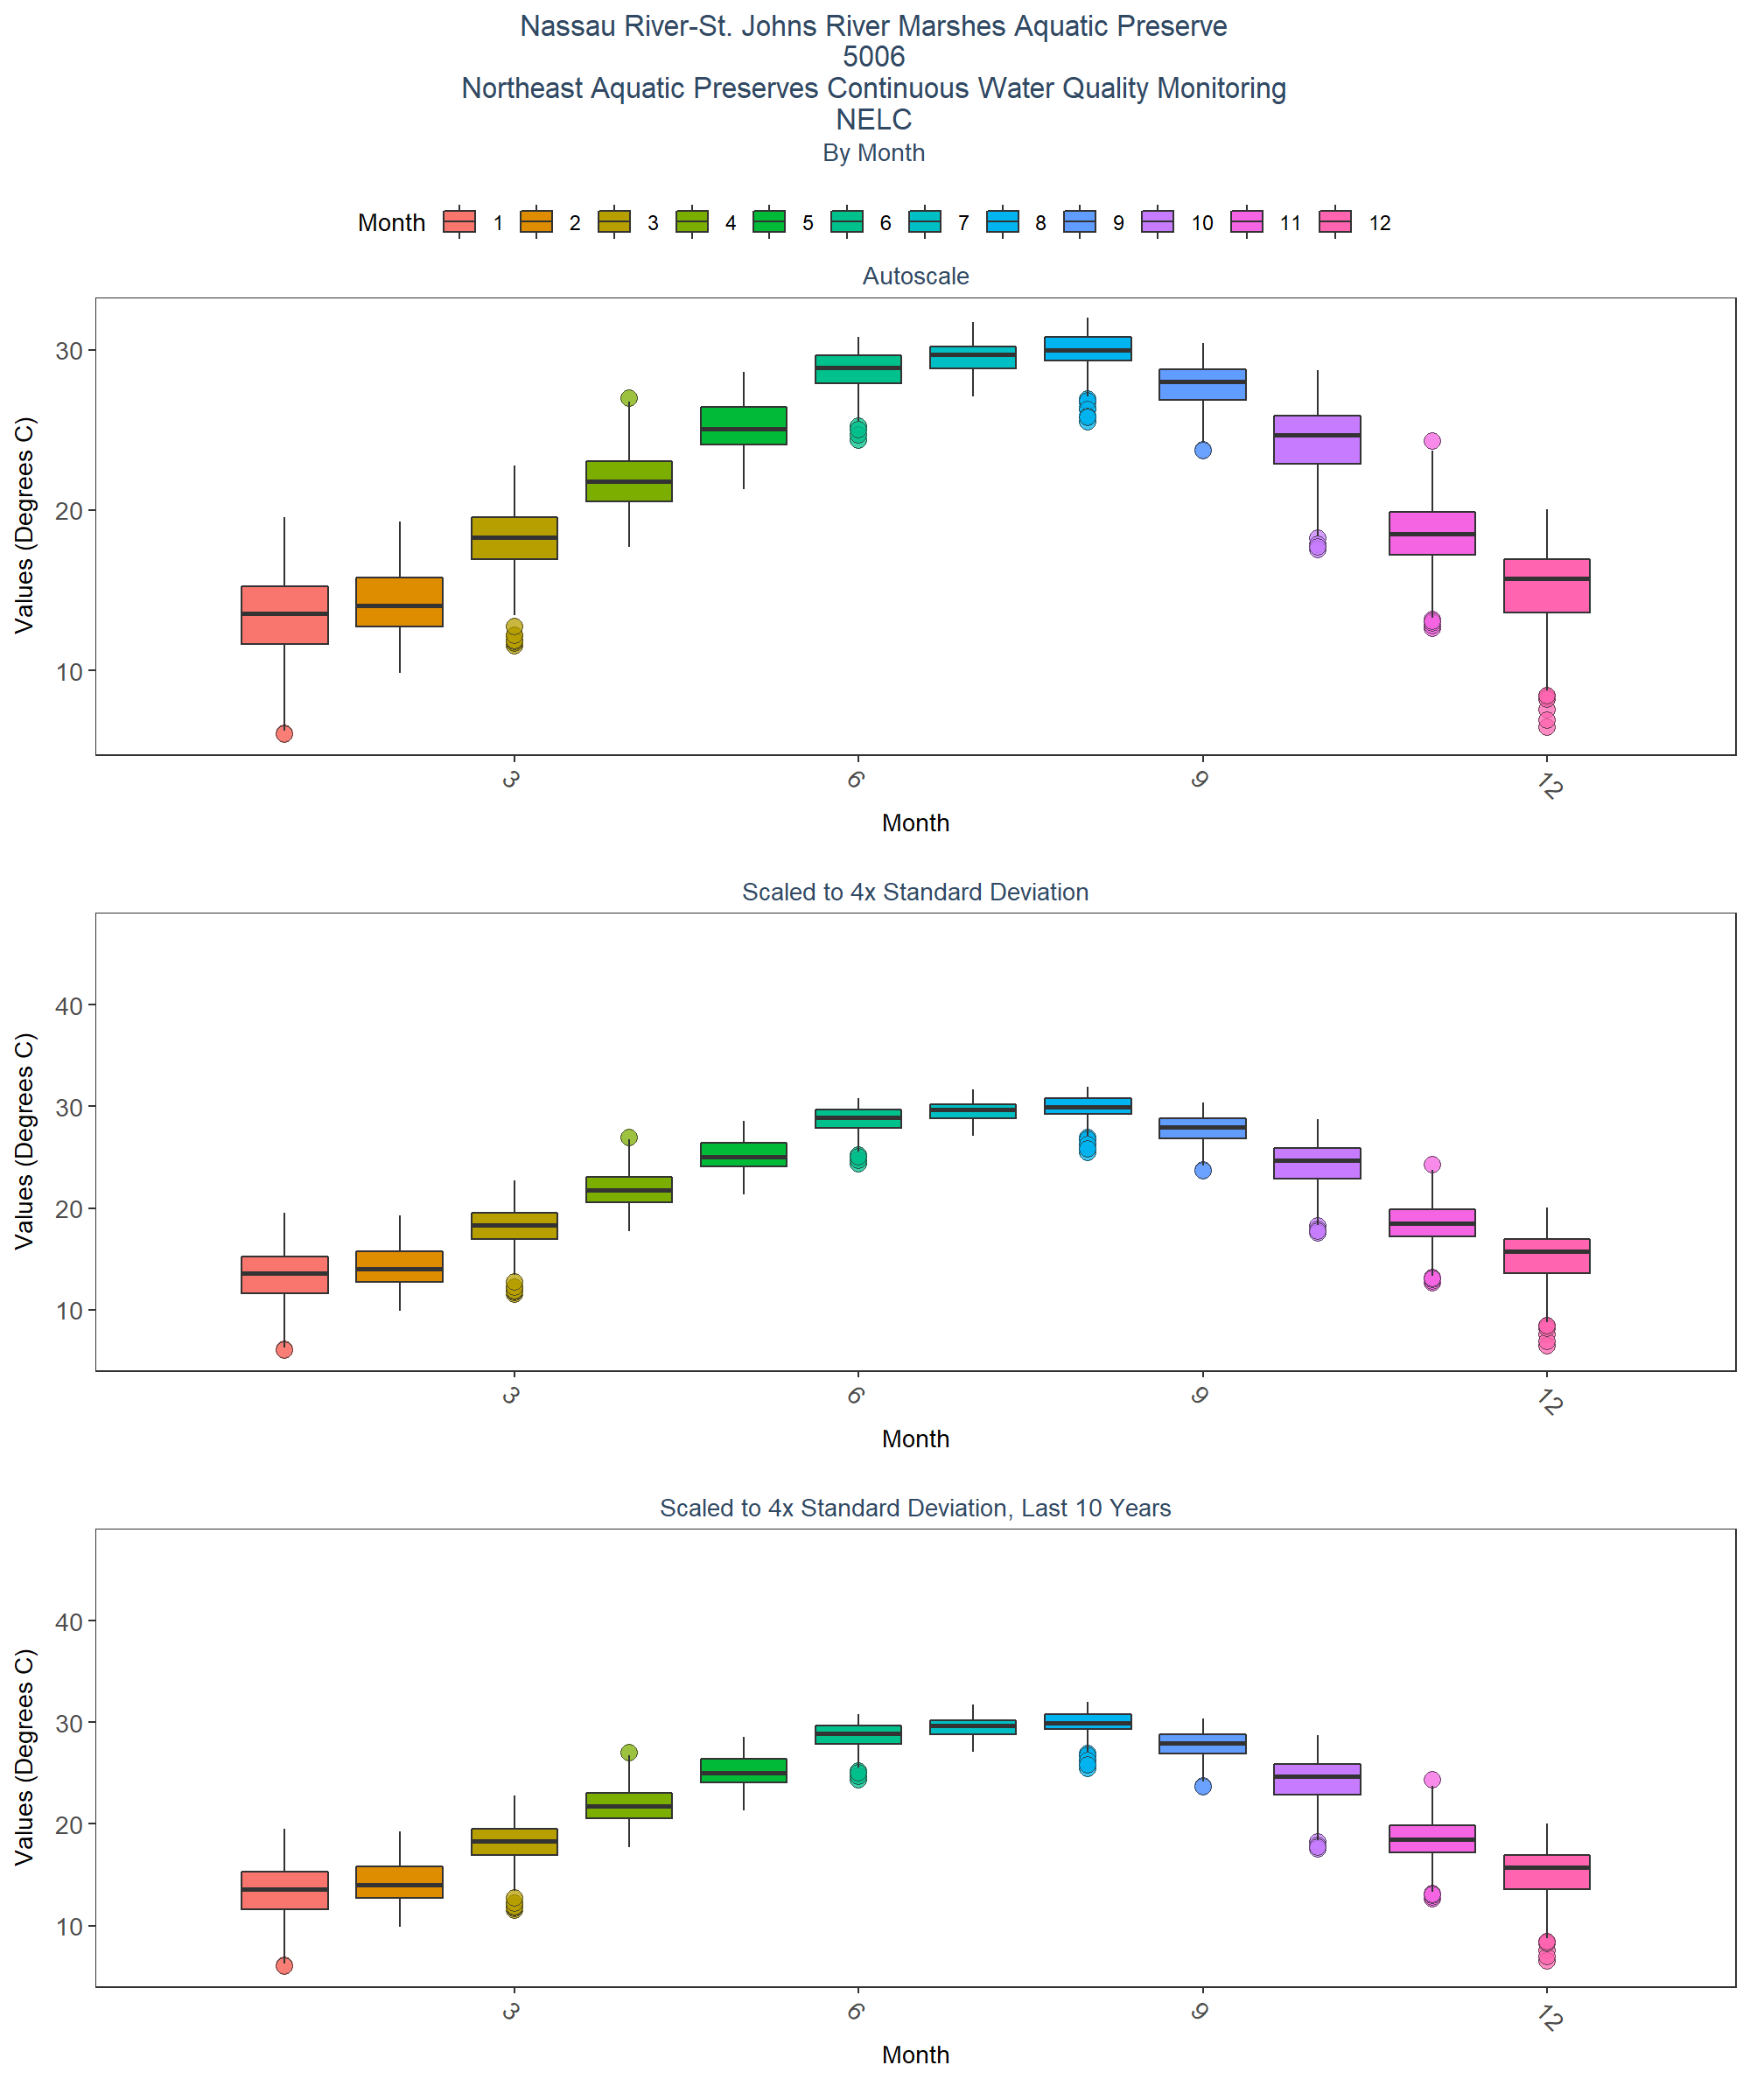 Nassau River-St. Johns River Marshes Aquatic Preserve
5006
Northeast Aquatic Preserves Continuous Water Quality Monitoring
NELC
By Month
Month 1 2 3 4 5 6 7 8 9 10 11 12
Autoscale
Values (Degrees C)
30
20
10
3 6 9 12
Month
Scaled to 4x Standard Deviation
Values (Degrees C)
40
30
20
10
3 6 9 12
Month
Scaled to 4x Standard Deviation, Last 10 Years
Values (Degrees C)
40
30
20
10
3 6 9 12
Month